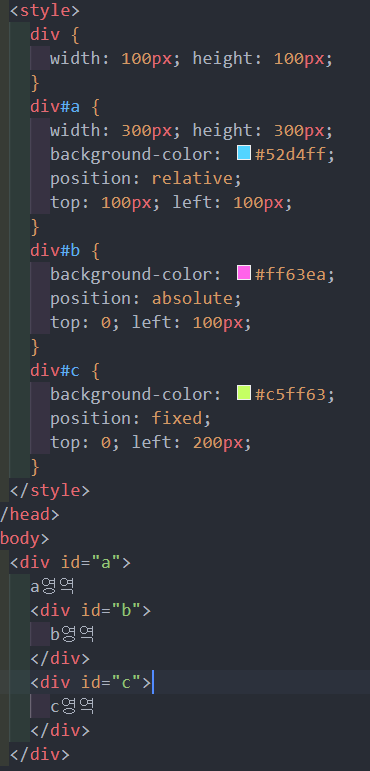 <style>
div {
width: 100px; height: 100px;
}
div#a {
width: 300px; height: 300px;
background-color: #52d4ff;
position: relative;
top: 100px; left: 100px;
}
div#b {
background-color: #ff63ea;
position: absolute;
top: 0; left: 100px;
}
div#c {
background-color: #c5ff63;
position: fixed;
top: 0; left: 200px;
}
</style>
/head>
body>
<div id="a">
a영역
<div id="b">
b영역
</div>
<div id="c">
c영역
</div>
</div>